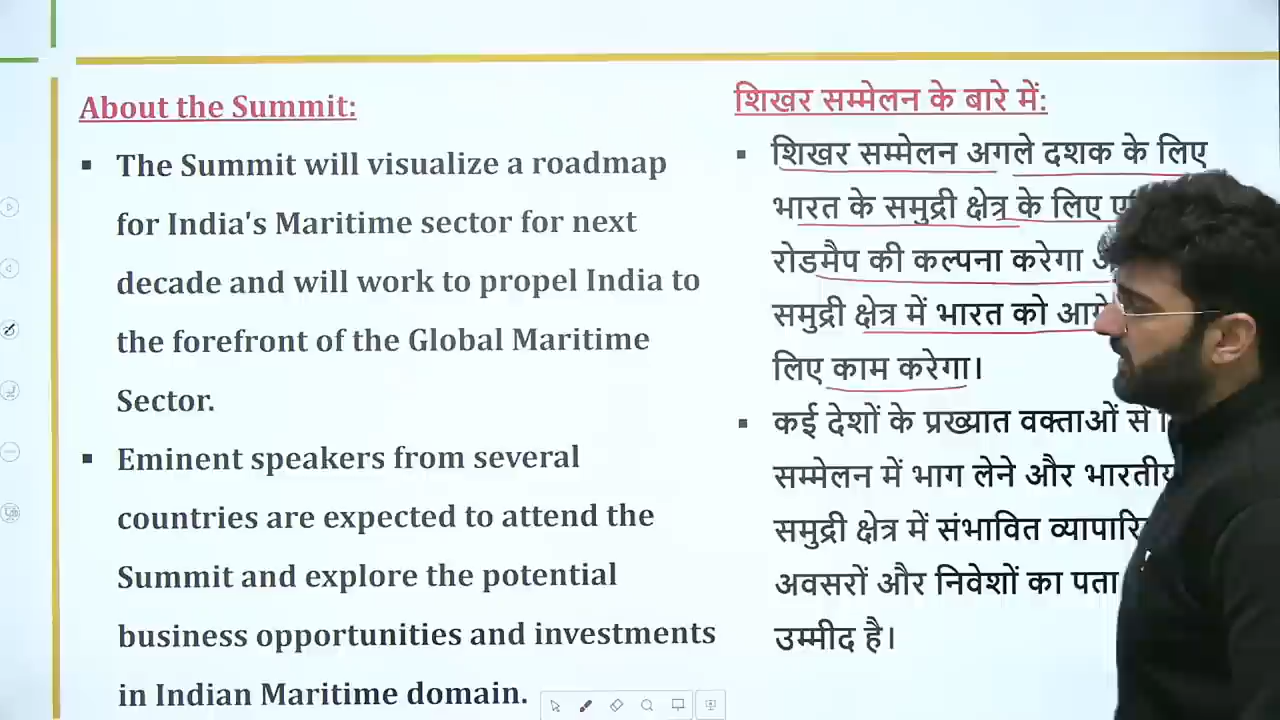 About the Summit:
▪ The Summit will visualize a roadmap
for India's Maritime sector for next
decade and will work to propel India to
the forefront of the Global Maritime
Sector.
▪ Eminent speakers from several
countries are expected to attend the
Summit and explore the potential
business opportunities and investments
in Indian Maritime domain.
शिखर सम्मेलन के बारे में:
▪ शिखर सम्मेलन अगले दशक के लिए
भारत के समुद्री क्षेत्र के लिए
रोडमैप की कल्पना करेगा
समुद्री क्षेत्र में भारत को
लिए काम करेगा।
▪ कई देशों के प्रख्यात वक्ताओं से
सम्मेलन में भाग लेने और भारतीय
समुद्री क्षेत्र में संभावित
अवसरों और निवेशों का पता
उम्मीद है।